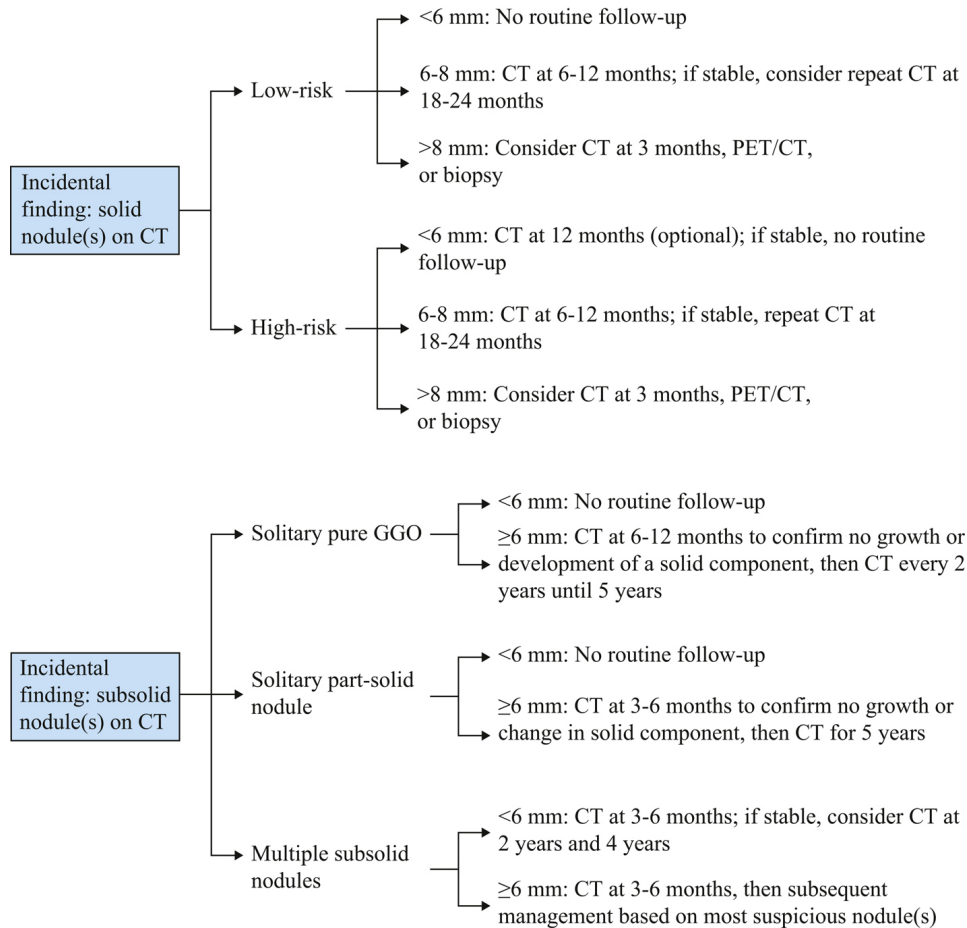 Incidental
finding: solid
nodule(s) on CT
Low-risk
<6 mm: No routine follow-up
6-8 mm: CT at 6-12 months; if stable, consider repeat CT at
18-24 months
>8 mm: Consider CT at 3 months, PET/CT,
or biopsy
High-risk
<6 mm: CT at 12 months (optional); if stable, no routine
follow-up
6-8 mm: CT at 6-12 months; if stable, repeat CT at
18-24 months
>8 mm: Consider CT at 3 months, PET/CT,
or biopsy
Incidental
finding: subsolid
nodule(s) on CT
Solitary pure GGO
<6 mm: No routine follow-up
≥6 mm: CT at 6-12 months to confirm no growth or
development of a solid component, then CT every 2
years until 5 years
Solitary part-solid
nodule
<6 mm: No routine follow-up
≥6 mm: CT at 3-6 months to confirm no growth or
change in solid component, then CT for 5 years
Multiple subsolid
nodules
<6 mm: CT at 3-6 months; if stable, consider CT at
2 years and 4 years
≥6 mm: CT at 3-6 months, then subsequent
management based on most suspicious nodule(s)